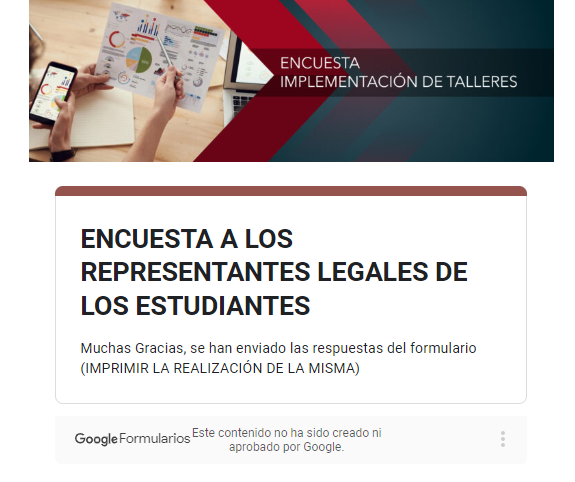 ENCUESTA
IMPLEMENTACIÓN DE TALLERES
ENCUESTA A LOS
REPRESENTANTES LEGALES DE
LOS ESTUDIANTES
Muchas Gracias, se han enviado las respuestas del formulario
(IMPRIMIR LA REALIZACIÓN DE LA MISMA)
Google Formularios Este contenido no ha sido creado ni
aprobado por Google.